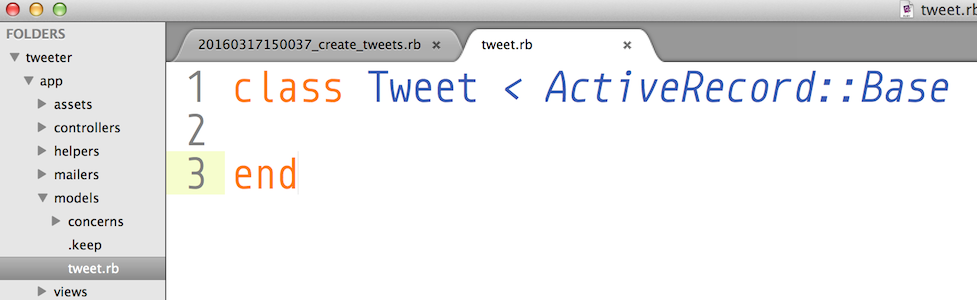 tweet.rb
FOLDERS
tweeter
app
assets
controllers
helpers
mailers
models
concerns
.keep
tweet.rb
views
20160317150037_create_tweets.rb ×
tweet.rb ×
1 class Tweet < ActiveRecord::Base
2
3 end